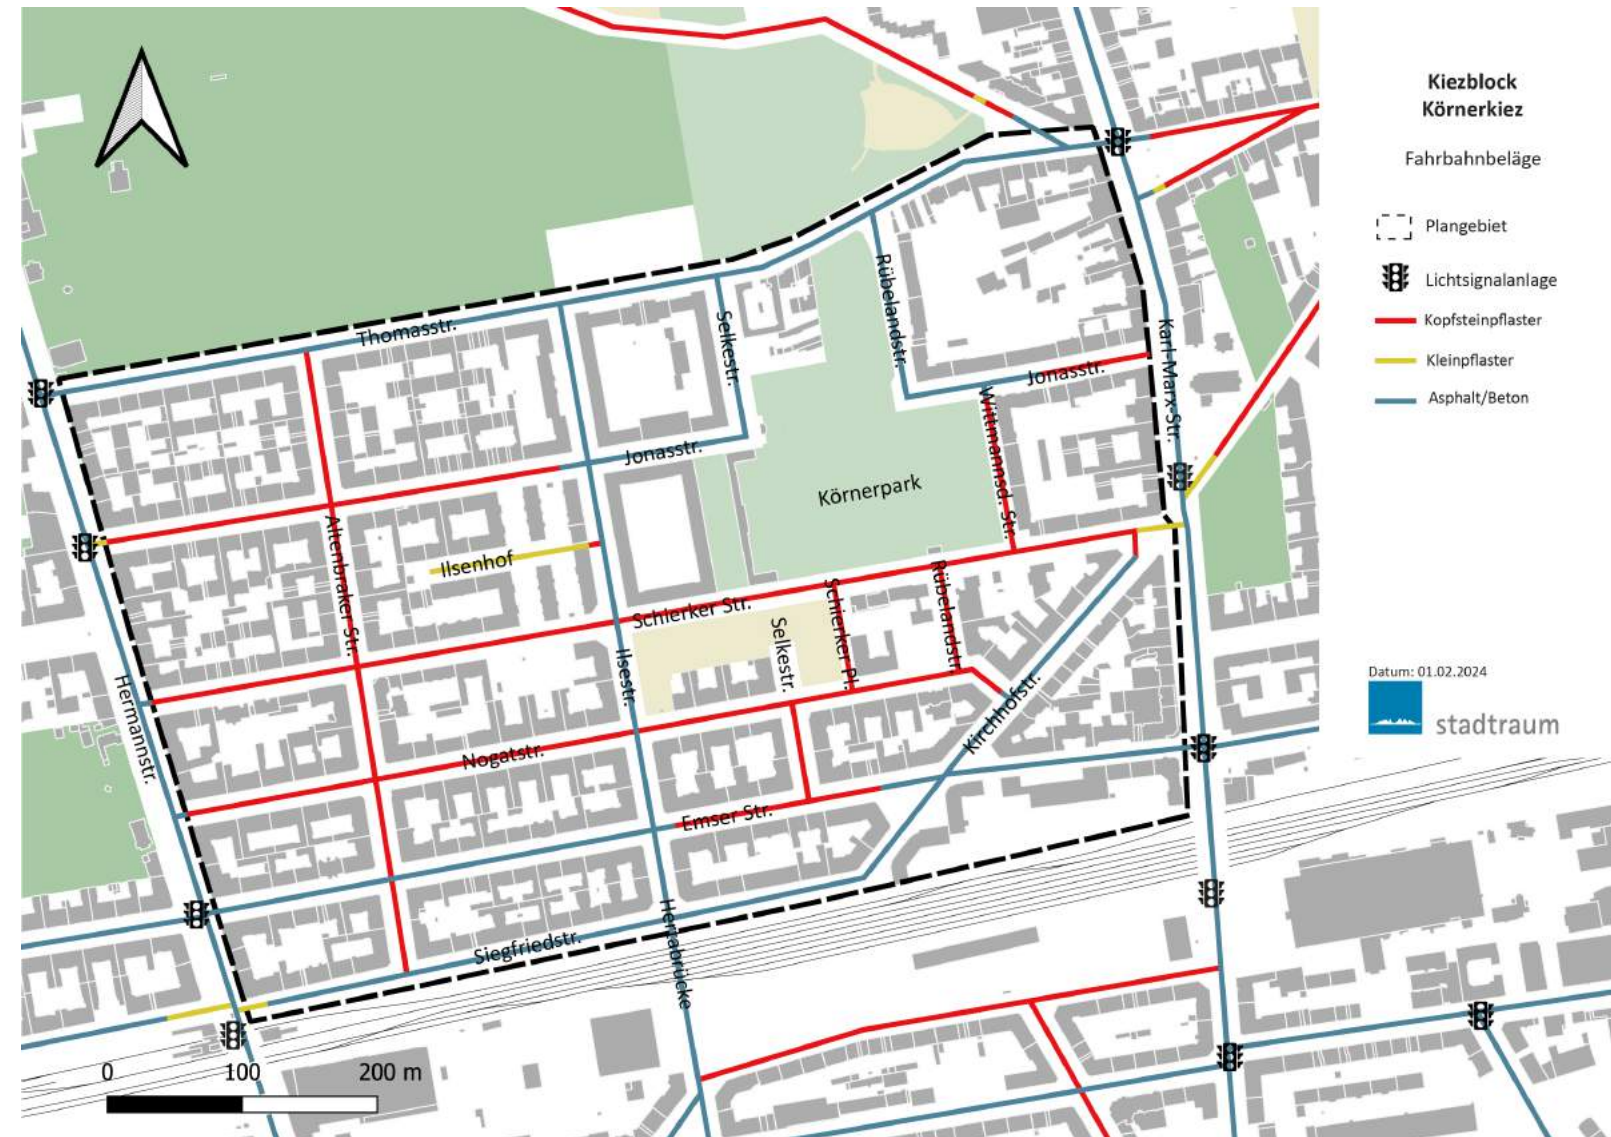 Kiezblock
Körnerkiez
Fahrbahnbeläge
Plangebiet
Lichtsignalanlage
Kopfsteinpflaster
Kleinpflaster
Asphalt/Beton
Datum: 01.02.2024
stadtraum
Thomasstr.
Selkestr.
Rübelandstr.
Karl-Marx-Str.
Jonasstr.
Wittmannsd. Str.
Jonasstr.
Körnerpark
Altenbraker Str.
Ilsenhof
Schierker Str.
Schierker Pl.
Rübelandstr.
Selkestr.
Ilsestr.
Hermannstr.
Kirchhofstr.
Nogatstr.
Emser Str.
Siegfriedstr.
Hertabrücke
0 100 200 m